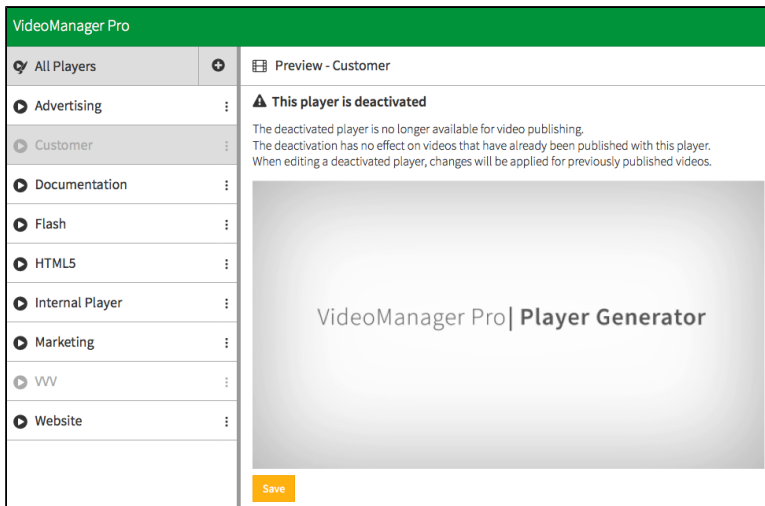 VideoManager Pro
All Players
Preview - Customer
Advertising
Customer
Documentation
Flash
HTML5
Internal Player
Marketing
VVV
Website
This player is deactivated
The deactivated player is no longer available for video publishing.
The deactivation has no effect on videos that have already been published with this player.
When editing a deactivated player, changes will be applied for previously published videos.
VideoManager Pro| Player Generator
Save